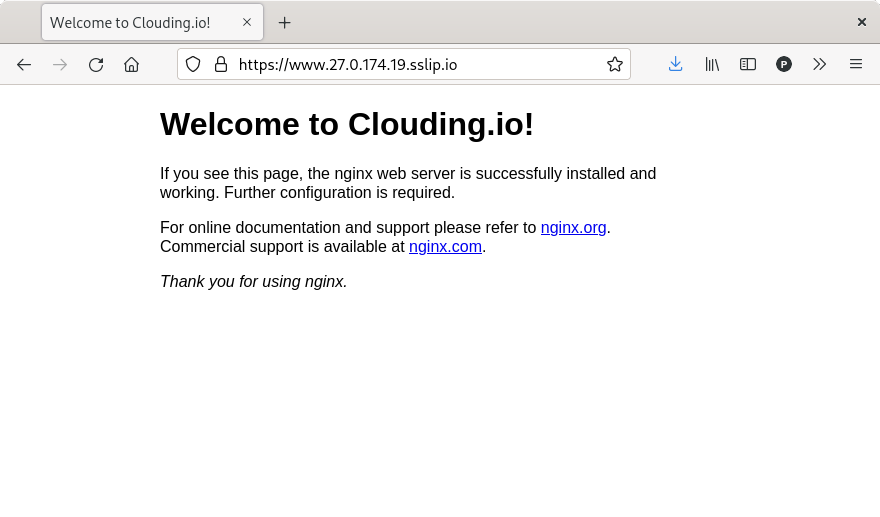 Welcome to Clouding.io!
https://www.27.0.174.19.sslip.io
P
Welcome to Clouding.io!
If you see this page, the nginx web server is successfully installed and
working. Further configuration is required.
For online documentation and support please refer to nginx.org.
Commercial support is available at nginx.com.
Thank you for using nginx.